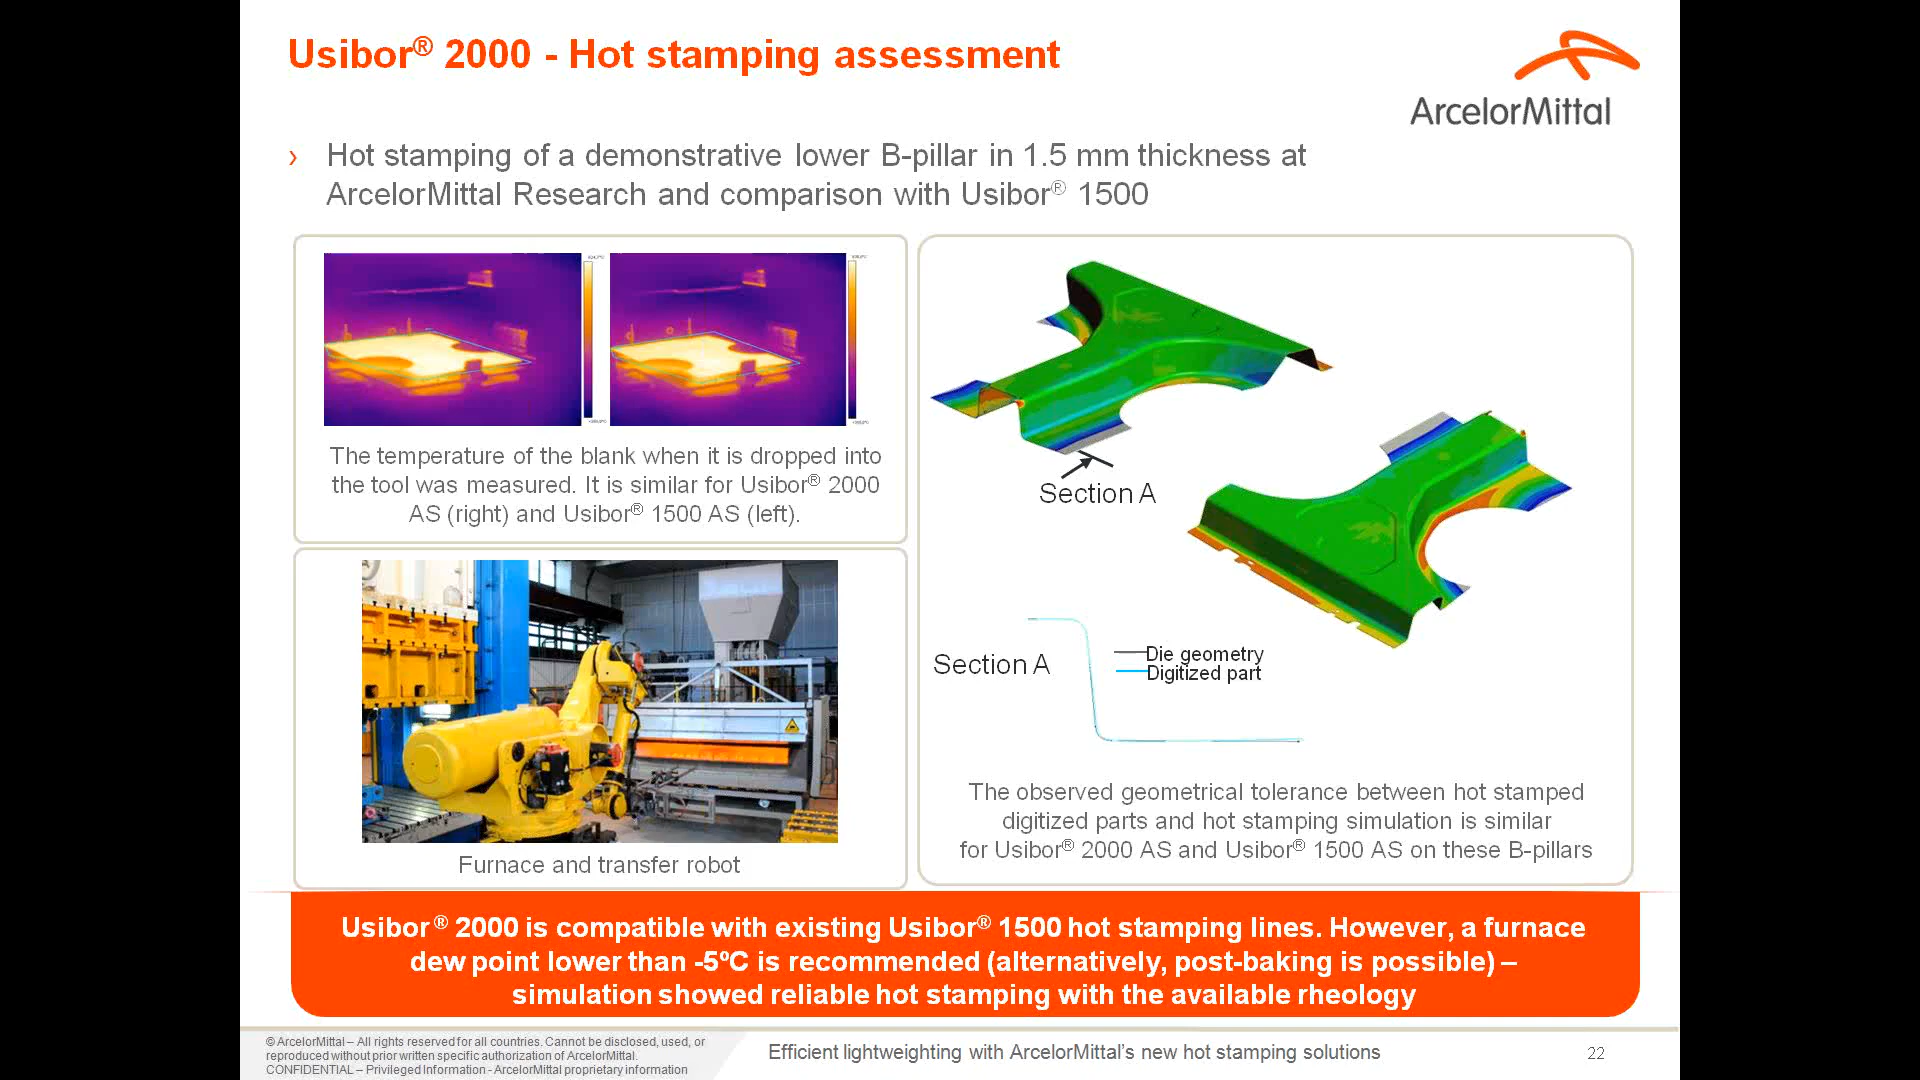 Usibor® 2000 - Hot stamping assessment
ArcelorMittal
› Hot stamping of a demonstrative lower B-pillar in 1.5 mm thickness at
ArcelorMittal Research and comparison with Usibor® 1500
The temperature of the blank when it is dropped into
the tool was measured. It is similar for Usibor® 2000
AS (right) and Usibor® 1500 AS (left).
Furnace and transfer robot
Section A
Section A
Die geometry
Digitized part
The observed geometrical tolerance between hot stamped
digitized parts and hot stamping simulation is similar
for Usibor® 2000 AS and Usibor® 1500 AS on these B-pillars
Usibor® 2000 is compatible with existing Usibor® 1500 hot stamping lines. However, a furnace
dew point lower than -5ºC is recommended (alternatively, post-baking is possible) –
simulation showed reliable hot stamping with the available rheology
© ArcelorMittal – All rights reserved for all countries. Cannot be disclosed, used, or
reproduced without prior written specific authorization of ArcelorMittal.
CONFIDENTIAL – Privileged Information - ArcelorMittal proprietary information
Efficient lightweighting with ArcelorMittal’s new hot stamping solutions
22